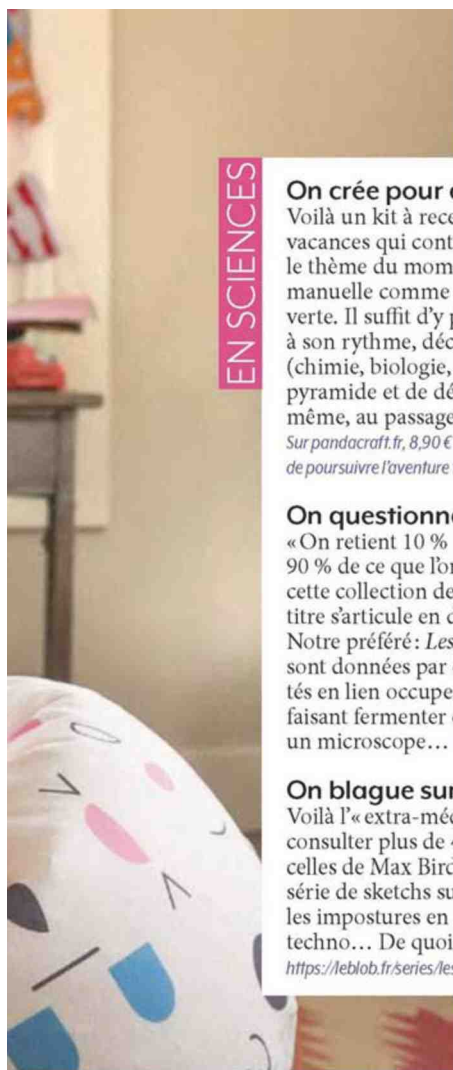 EN SCIENCES
On crée pour
Voilà un kit à rece
vacances qui cont
le thème du mom
manuelle comme
verte. Il suffit d'y p
à son rythme, déc
(chimie, biologie,
pyramide et de dé
même, au passage
Sur pandacraft.fr, 8,90 €
de poursuivre l'aventure
On questionne
«On retient 10 %
90 % de ce que l'on
cette collection de
titre s'articule en d
Notre préféré: Les
sont données par
tés en lien occupe
faisant fermenter
un microscope…
On blague sur
Voilà l'«extra-méd
consulter plus de 4
celles de Max Bird
série de sketchs su
les impostures en
techno… De quoi
https://leblob.fr/series/les